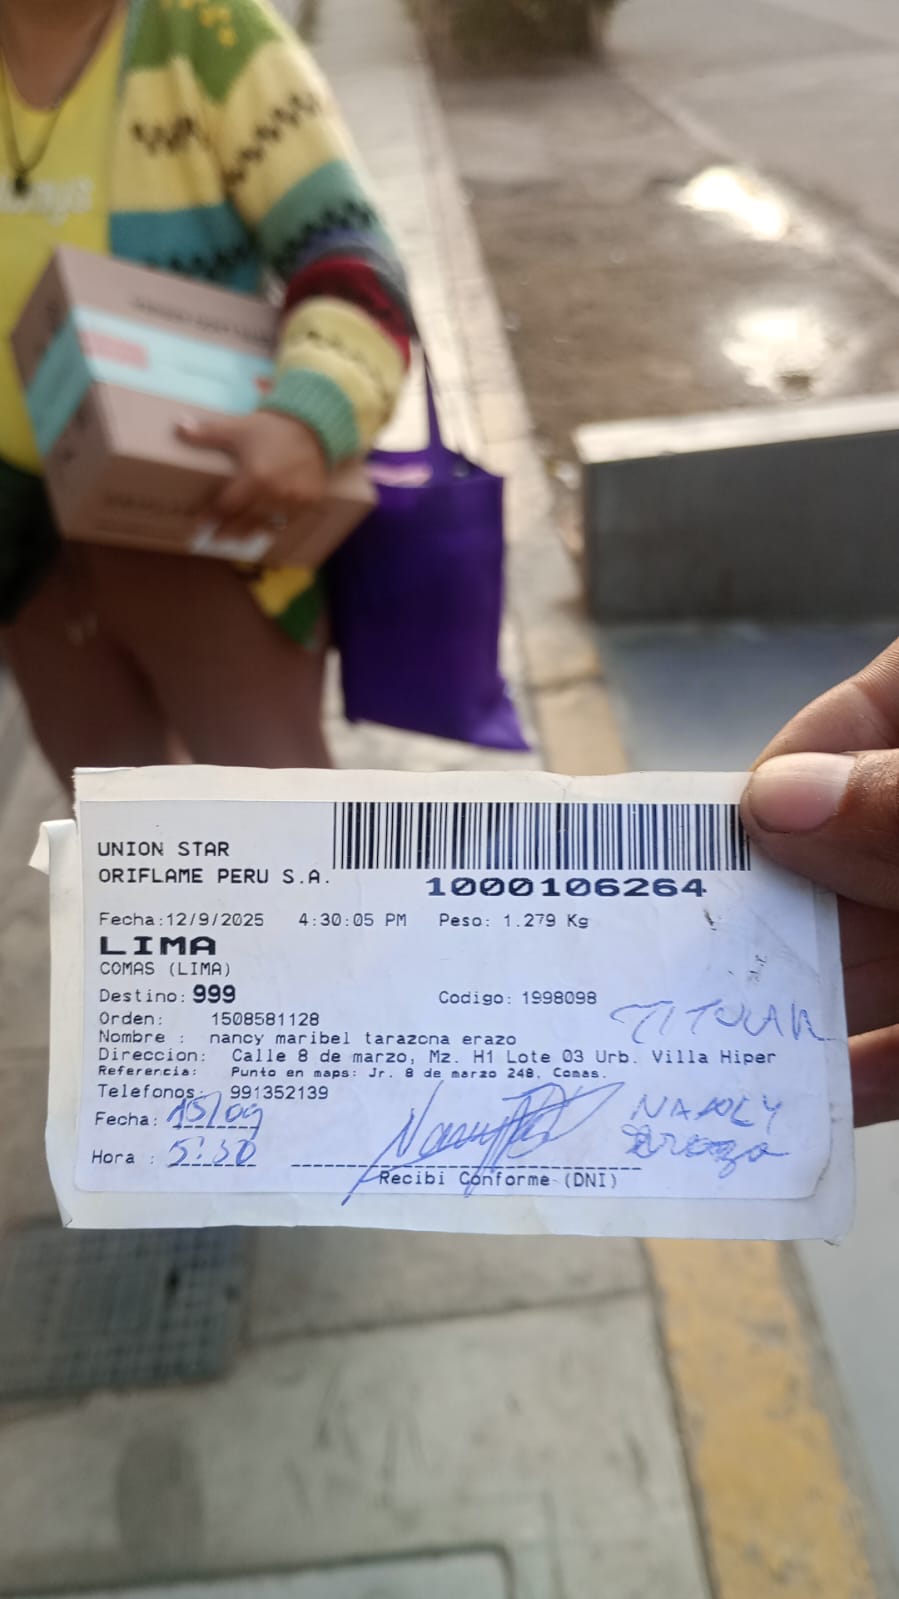 UNION STAR
ORIFLAME PERU S.A.
1000106264
Fecha:12/9/2025 4:30:05 PM Peso: 1.279 Kg
LIMA
COMAS (LIMA)
Destino: 999 Codigo: 1998098
Orden: 1508581128
TITULAR
Nombre : nancy maribel tarazona erazo
Direccion: Calle 8 de marzo, Mz. H1 Lote 03 Urb. Villa Hiper
Referencia: Punto en maps: Jr. 8 de marzo 248, Comas.
Telefonos: 991352139
Fecha: 15/09
Hora : 5:30
Recibi Conforme (DNI)